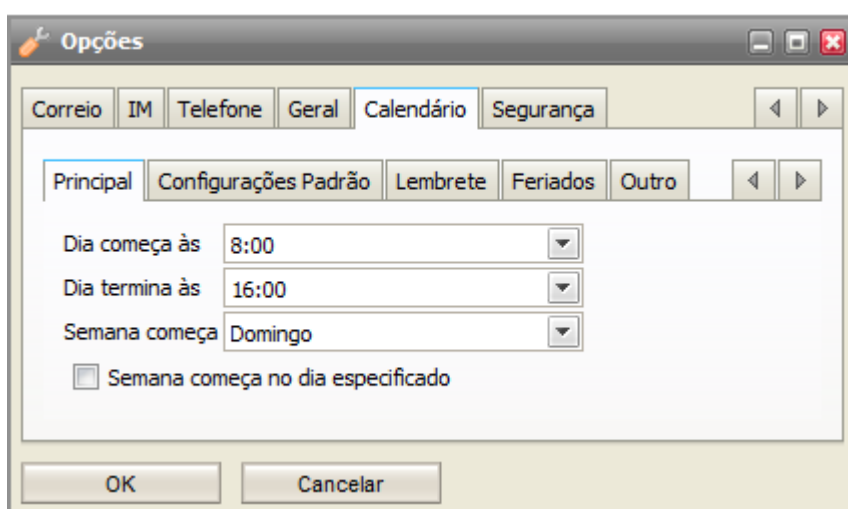 Opções
Correio IM Telefone Geral Calendário Segurança
Principal Configurações Padrão Lembrete Feriados Outro
Dia começa às 8:00
Dia termina às 16:00
Semana começa Domingo
Semana começa no dia especificado
OK Cancelar